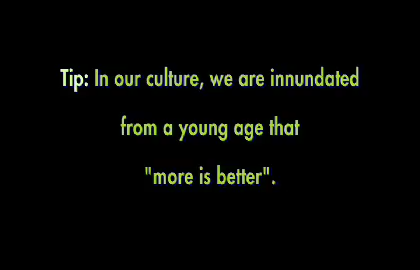 Tip: In our culture, we are innundated
from a young age that
"more is better".